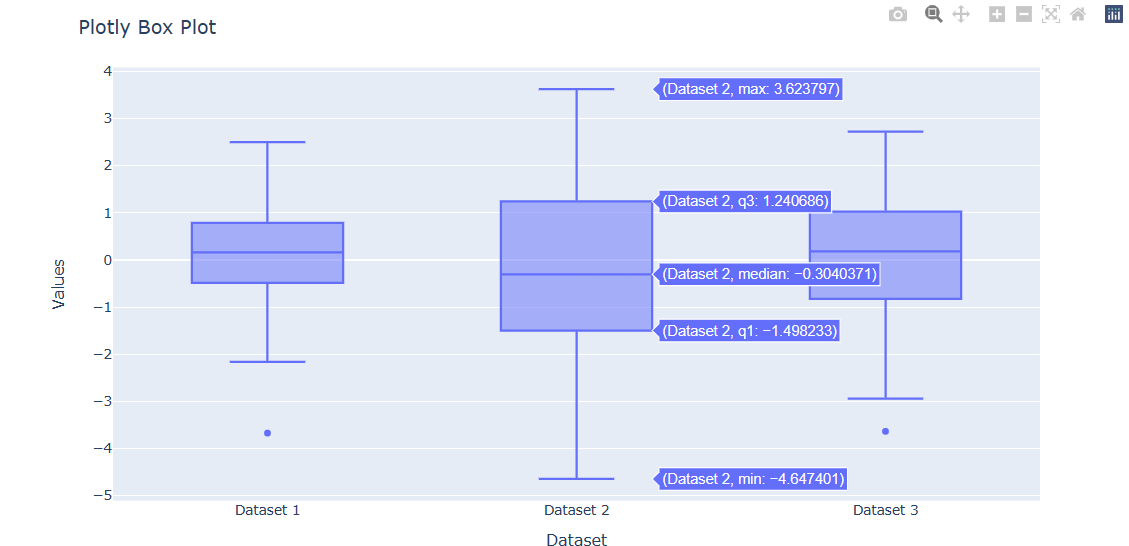 Plotly Box Plot
4
3
2
1
0
−1
−2
−3
−4
−5
Values
(Dataset 2, max: 3.623797)
(Dataset 2, q3: 1.240686)
(Dataset 2, median: −0.3040371)
(Dataset 2, q1: −1.498233)
(Dataset 2, min: −4.647401)
Dataset 1
Dataset 2
Dataset 3
Dataset